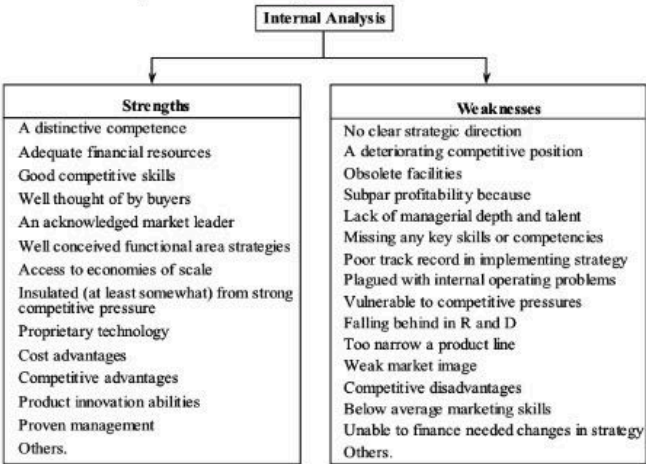 Internal Analysis
Strengths
A distinctive competence
Adequate financial resources
Good competitive skills
Well thought of by buyers
An acknowledged market leader
Well conceived functional area strategies
Access to economies of scale
Insulated (at least somewhat) from strong
competitive pressure
Proprietary technology
Cost advantages
Competitive advantages
Product innovation abilities
Proven management
Others.
Weaknesses
No clear strategic direction
A deteriorating competitive position
Obsolete facilities
Subpar profitability because
Lack of managerial depth and talent
Missing any key skills or competencies
Poor track record in implementing strategy
Plagued with internal operating problems
Vulnerable to competitive pressures
Falling behind in R and D
Too narrow a product line
Weak market image
Competitive disadvantages
Below average marketing skills
Unable to finance needed changes in strategy
Others.